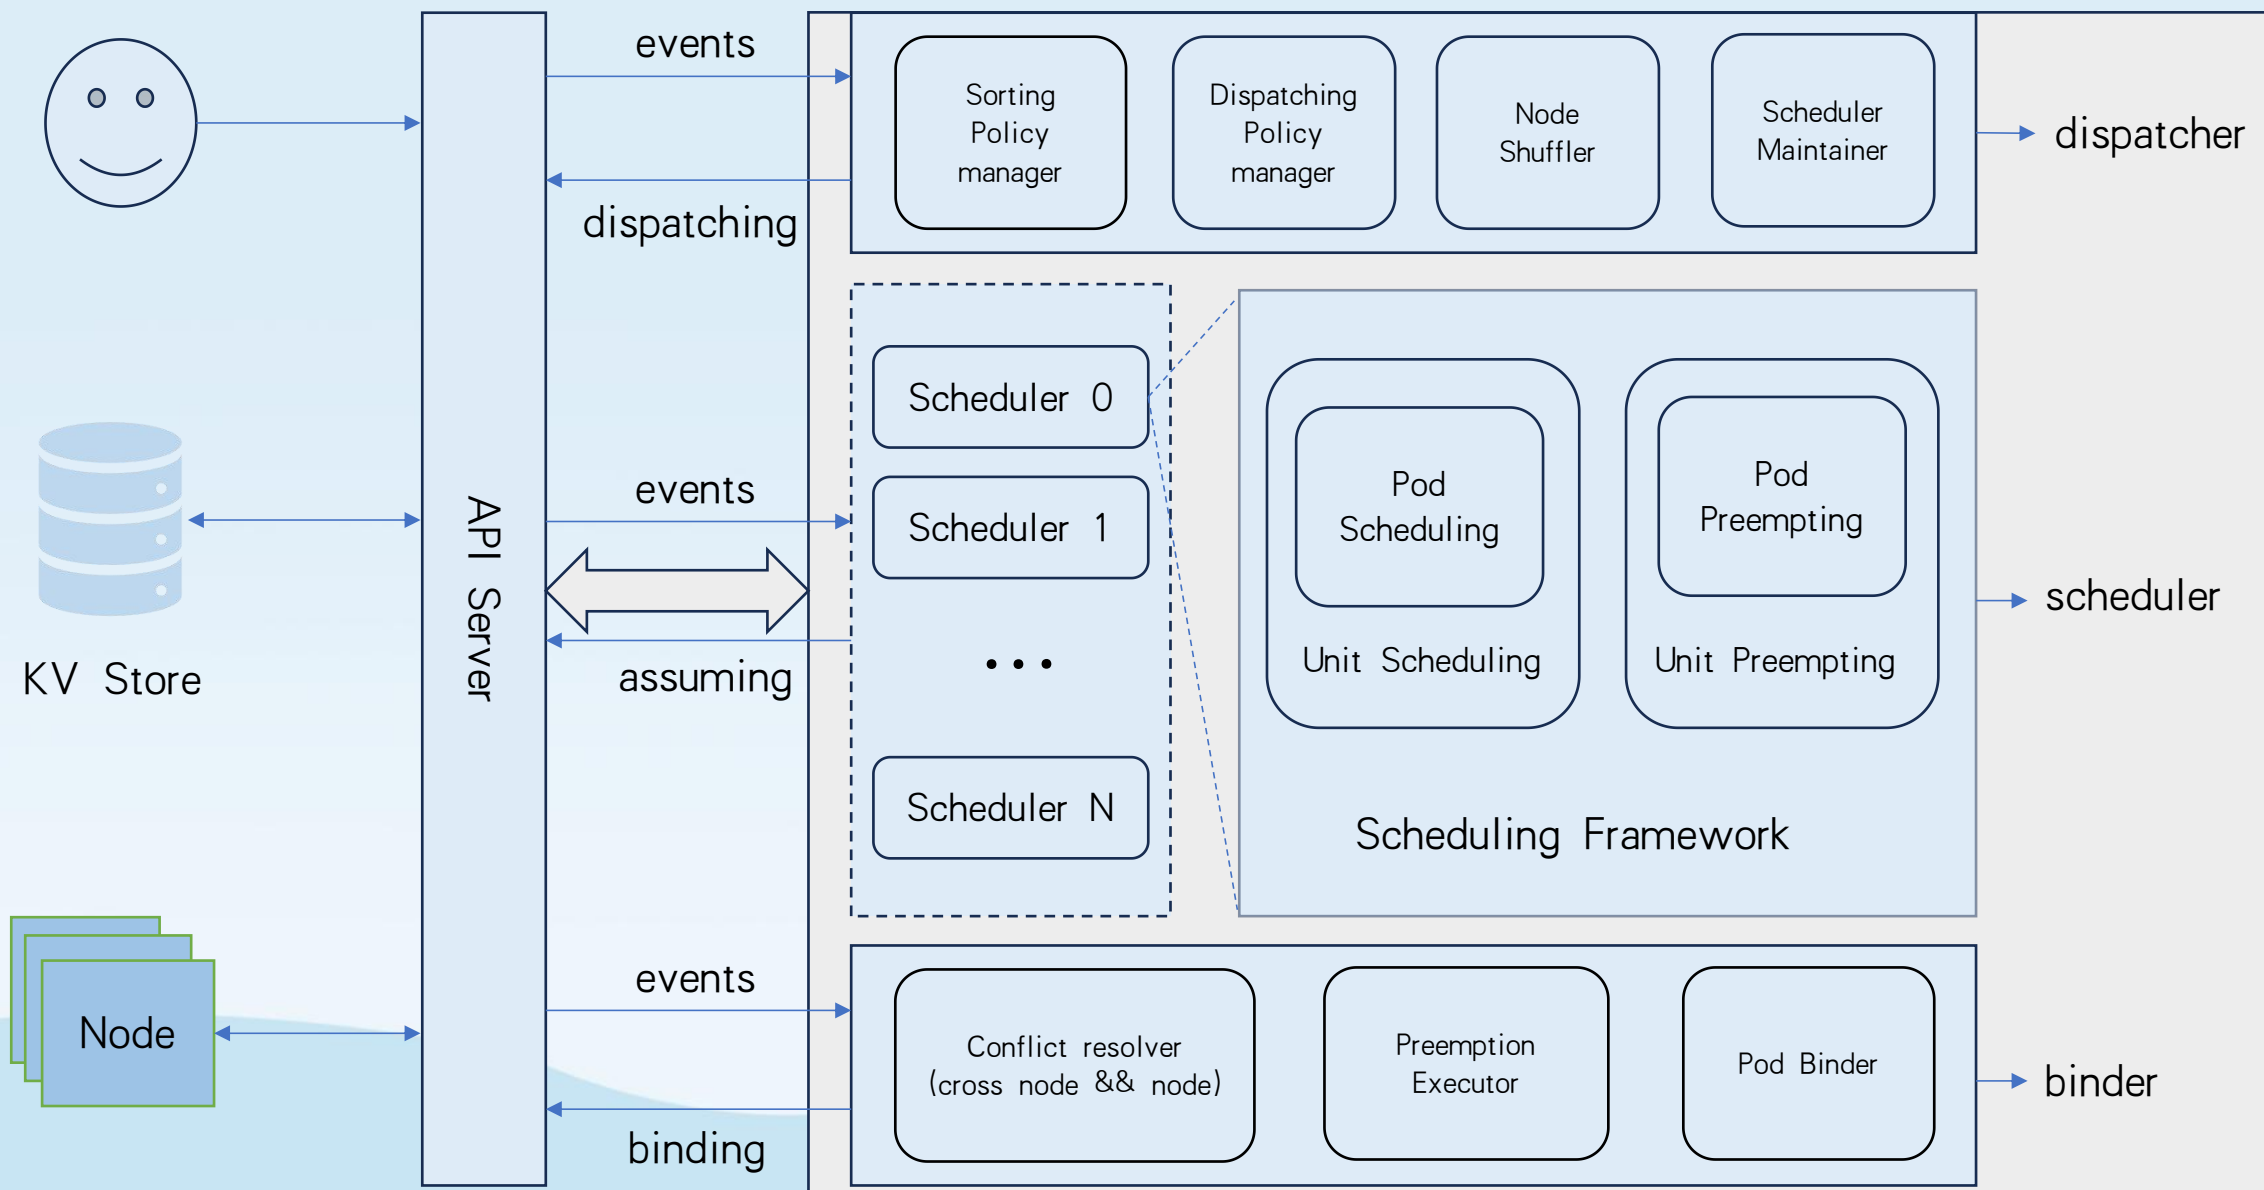 events
Sorting
Policy
manager
Dispatching
Policy
manager
Node
Shuffler
Scheduler
Maintainer
dispatcher
dispatching
API Server
KV Store
events
assuming
Scheduler 0
Scheduler 1
...
Scheduler N
Pod
Scheduling
Unit Scheduling
Pod
Preempting
Unit Preempting
Scheduling Framework
scheduler
Node
events
binding
Conflict resolver
(cross node && node)
Preemption
Executor
Pod Binder
binder